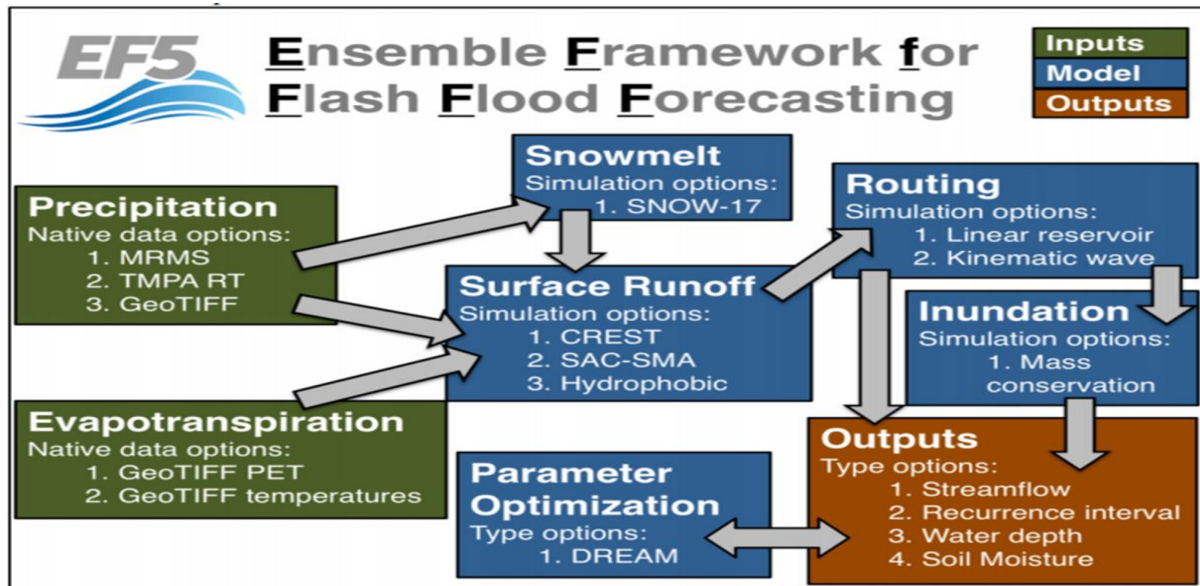 EF5
Ensemble Framework for
Flash Flood Forecasting
Inputs
Model
Outputs
Precipitation
Native data options:
1. MRMS
2. TMPA RT
3. GeoTIFF
Evapotranspiration
Native data options:
1. GeoTIFF PET
2. GeoTIFF temperatures
Snowmelt
Simulation options:
1. SNOW-17
Surface Runoff
Simulation options:
1. CREST
2. SAC-SMA
3. Hydrophobic
Parameter
Optimization
Type options:
1. DREAM
Routing
Simulation options:
1. Linear reservoir
2. Kinematic wave
Inundation
Simulation options:
1. Mass
conservation
Outputs
Type options:
1. Streamflow
2. Recurrence interval
3. Water depth
4. Soil Moisture